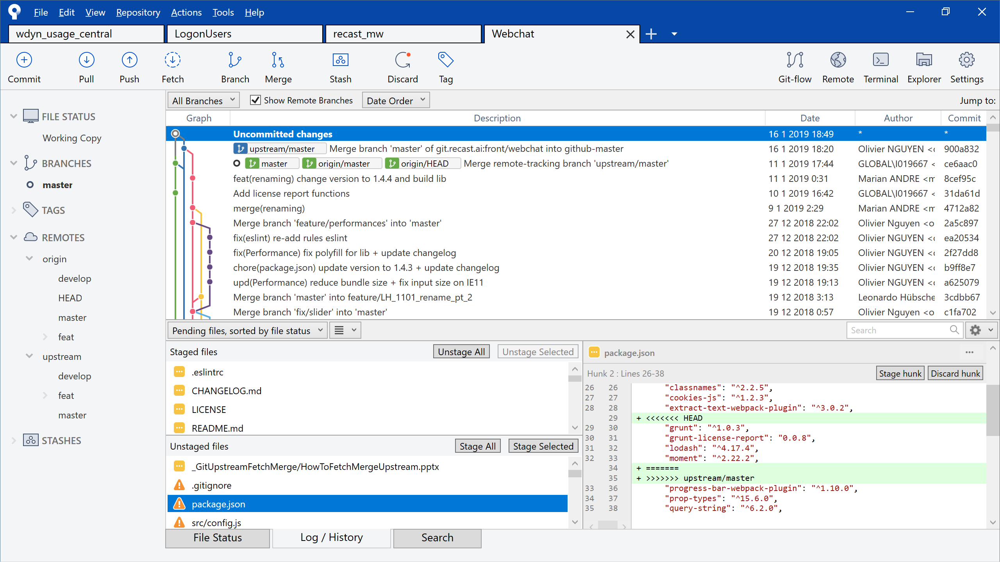 File Edit View Repository Actions Tools Help
wdyn_usage_central LogonUsers recast_mw Webchat
Commit Pull Push Fetch Branch Merge Stash Discard Tag Git-flow Remote Terminal Explorer Settings
All Branches Show Remote Branches Date Order Jump to:
FILE STATUS
Working Copy
BRANCHES
master
TAGS
REMOTES
origin
develop
HEAD
master
feat
upstream
develop
feat
master
STASHES
Graph Description Date Author Commit
Uncommitted changes 16 1 2019 18:49 * *
upstream/master Merge branch 'master' of git.recast.ai:front/webchat into github-master 16 1 2019 18:20 Olivier NGUYEN < 900a832
master origin/master origin/HEAD Merge remote-tracking branch 'upstream/master' 11 1 2019 17:44 GLOBAL\I019667 < ce6aac0
feat(renaming) change version to 1.4.4 and build lib 11 1 2019 0:31 Marian ANDRE <m 8cef95c
Add license report functions 10 1 2019 16:42 GLOBAL\I019667 < 31da61d
merge(renaming) 9 1 2019 2:29 Marian ANDRE <m 4712a82
Merge branch 'feature/performances' into 'master' 27 12 2018 22:02 Olivier Nguyen <o 2a5c897
fix(eslint) re-add rules eslint 27 12 2018 22:02 Olivier NGUYEN < ea20534
fix(Performance) fix polyfill for lib + update changelog 20 12 2018 19:05 Olivier NGUYEN < 2f27dd8
chore(package.json) update version to 1.4.3 + update changelog 19 12 2018 19:35 Olivier NGUYEN < b9ff8e7
upd(Performance) reduce bundle size + fix input size on IE11 19 12 2018 19:13 Olivier NGUYEN < a625079
Merge branch 'master' into feature/LH_1101_rename_pt_2 19 12 2018 3:13 Leonardo Hübsche 3cdbb67
Merge branch 'fix/slider' into 'master' 19 12 2018 0:57 Olivier Nguyen <o c1fa702
Pending files, sorted by file status Search
Staged files Unstage All Unstage Selected
.eslintrc
CHANGELOG.md
LICENSE
README.md
Unstaged files Stage All Stage Selected
_GitUpstreamFetchMerge/HowToFetchMergeUpstream.pptx
.gitignore
package.json
src/config.js
package.json ...
Hunk 2 : Lines 26-38 Stage hunk Discard hunk
26 26 "classnames": "^2.2.5",
27 27 "cookies-js": "^1.2.3",
28 28 "extract-text-webpack-plugin": "^3.0.2",
29 + <<<<<<< HEAD
29 30 "grunt": "^1.0.3",
30 31 "grunt-license-report": "0.0.8",
31 32 "lodash": "^4.17.4",
32 33 "moment": "^2.22.2",
34 + =======
35 + >>>>>>> upstream/master
33 36 "progress-bar-webpack-plugin": "^1.10.0",
34 37 "prop-types": "^15.6.0",
35 38 "query-string": "^6.2.0",
File Status Log / History Search